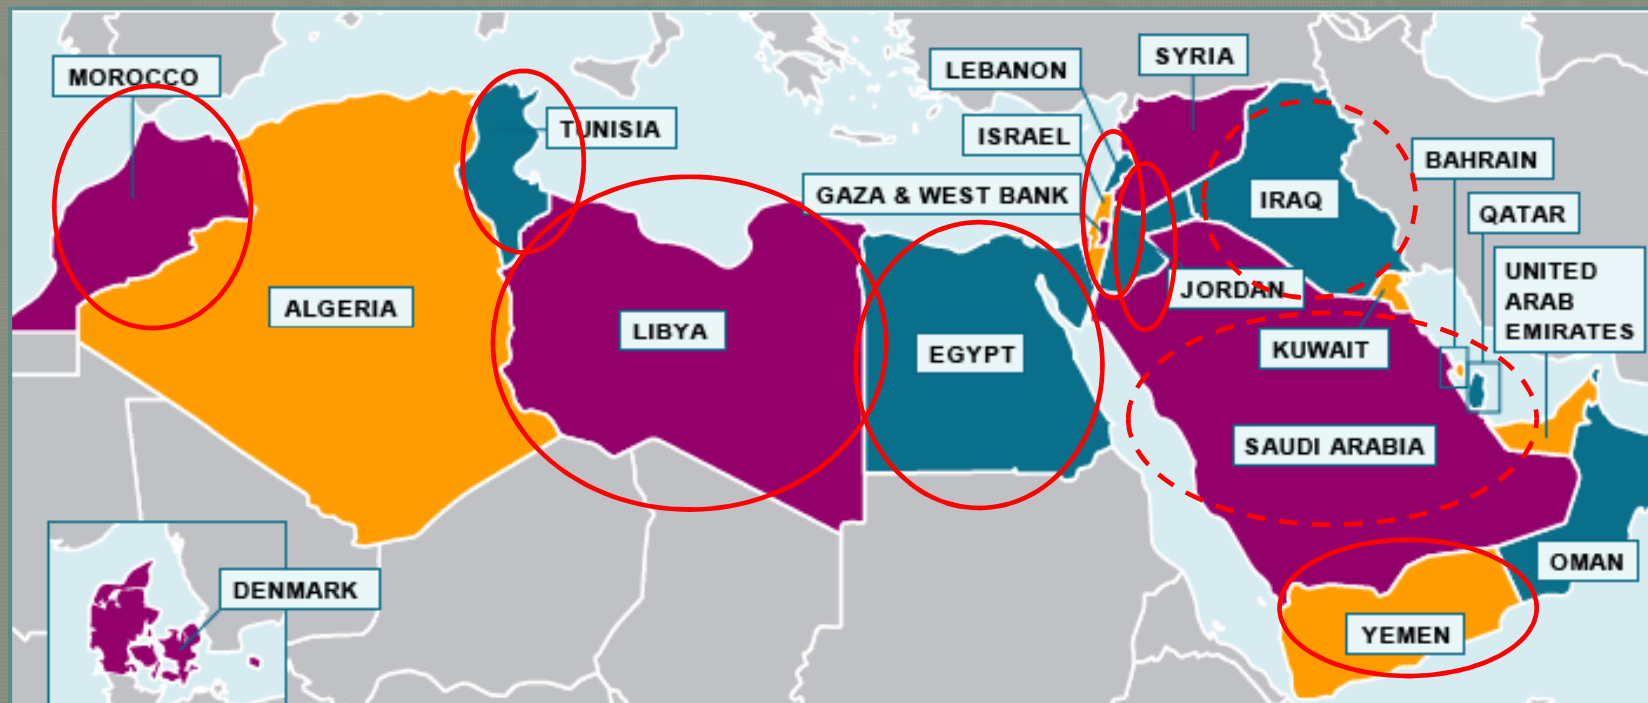 MOROCCO
TUNISIA
ALGERIA
LIBYA
EGYPT
LEBANON
ISRAEL
GAZA & WEST BANK
SYRIA
IRAQ
JORDAN
KUWAIT
BAHRAIN
QATAR
UNITED
ARAB
EMIRATES
SAUDI ARABIA
OMAN
YEMEN
DENMARK